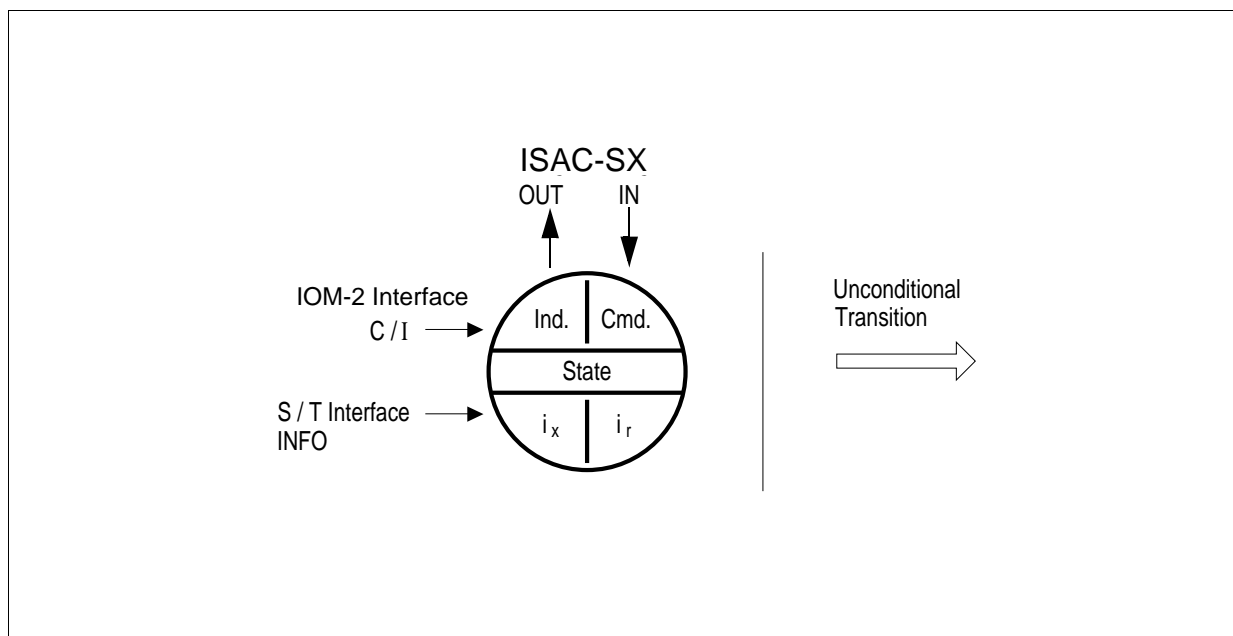 ISAC-SX
OUT IN
IOM-2 Interface
C / I
Ind. Cmd.
State
S / T Interface
INFO
i x i r
Unconditional
Transition